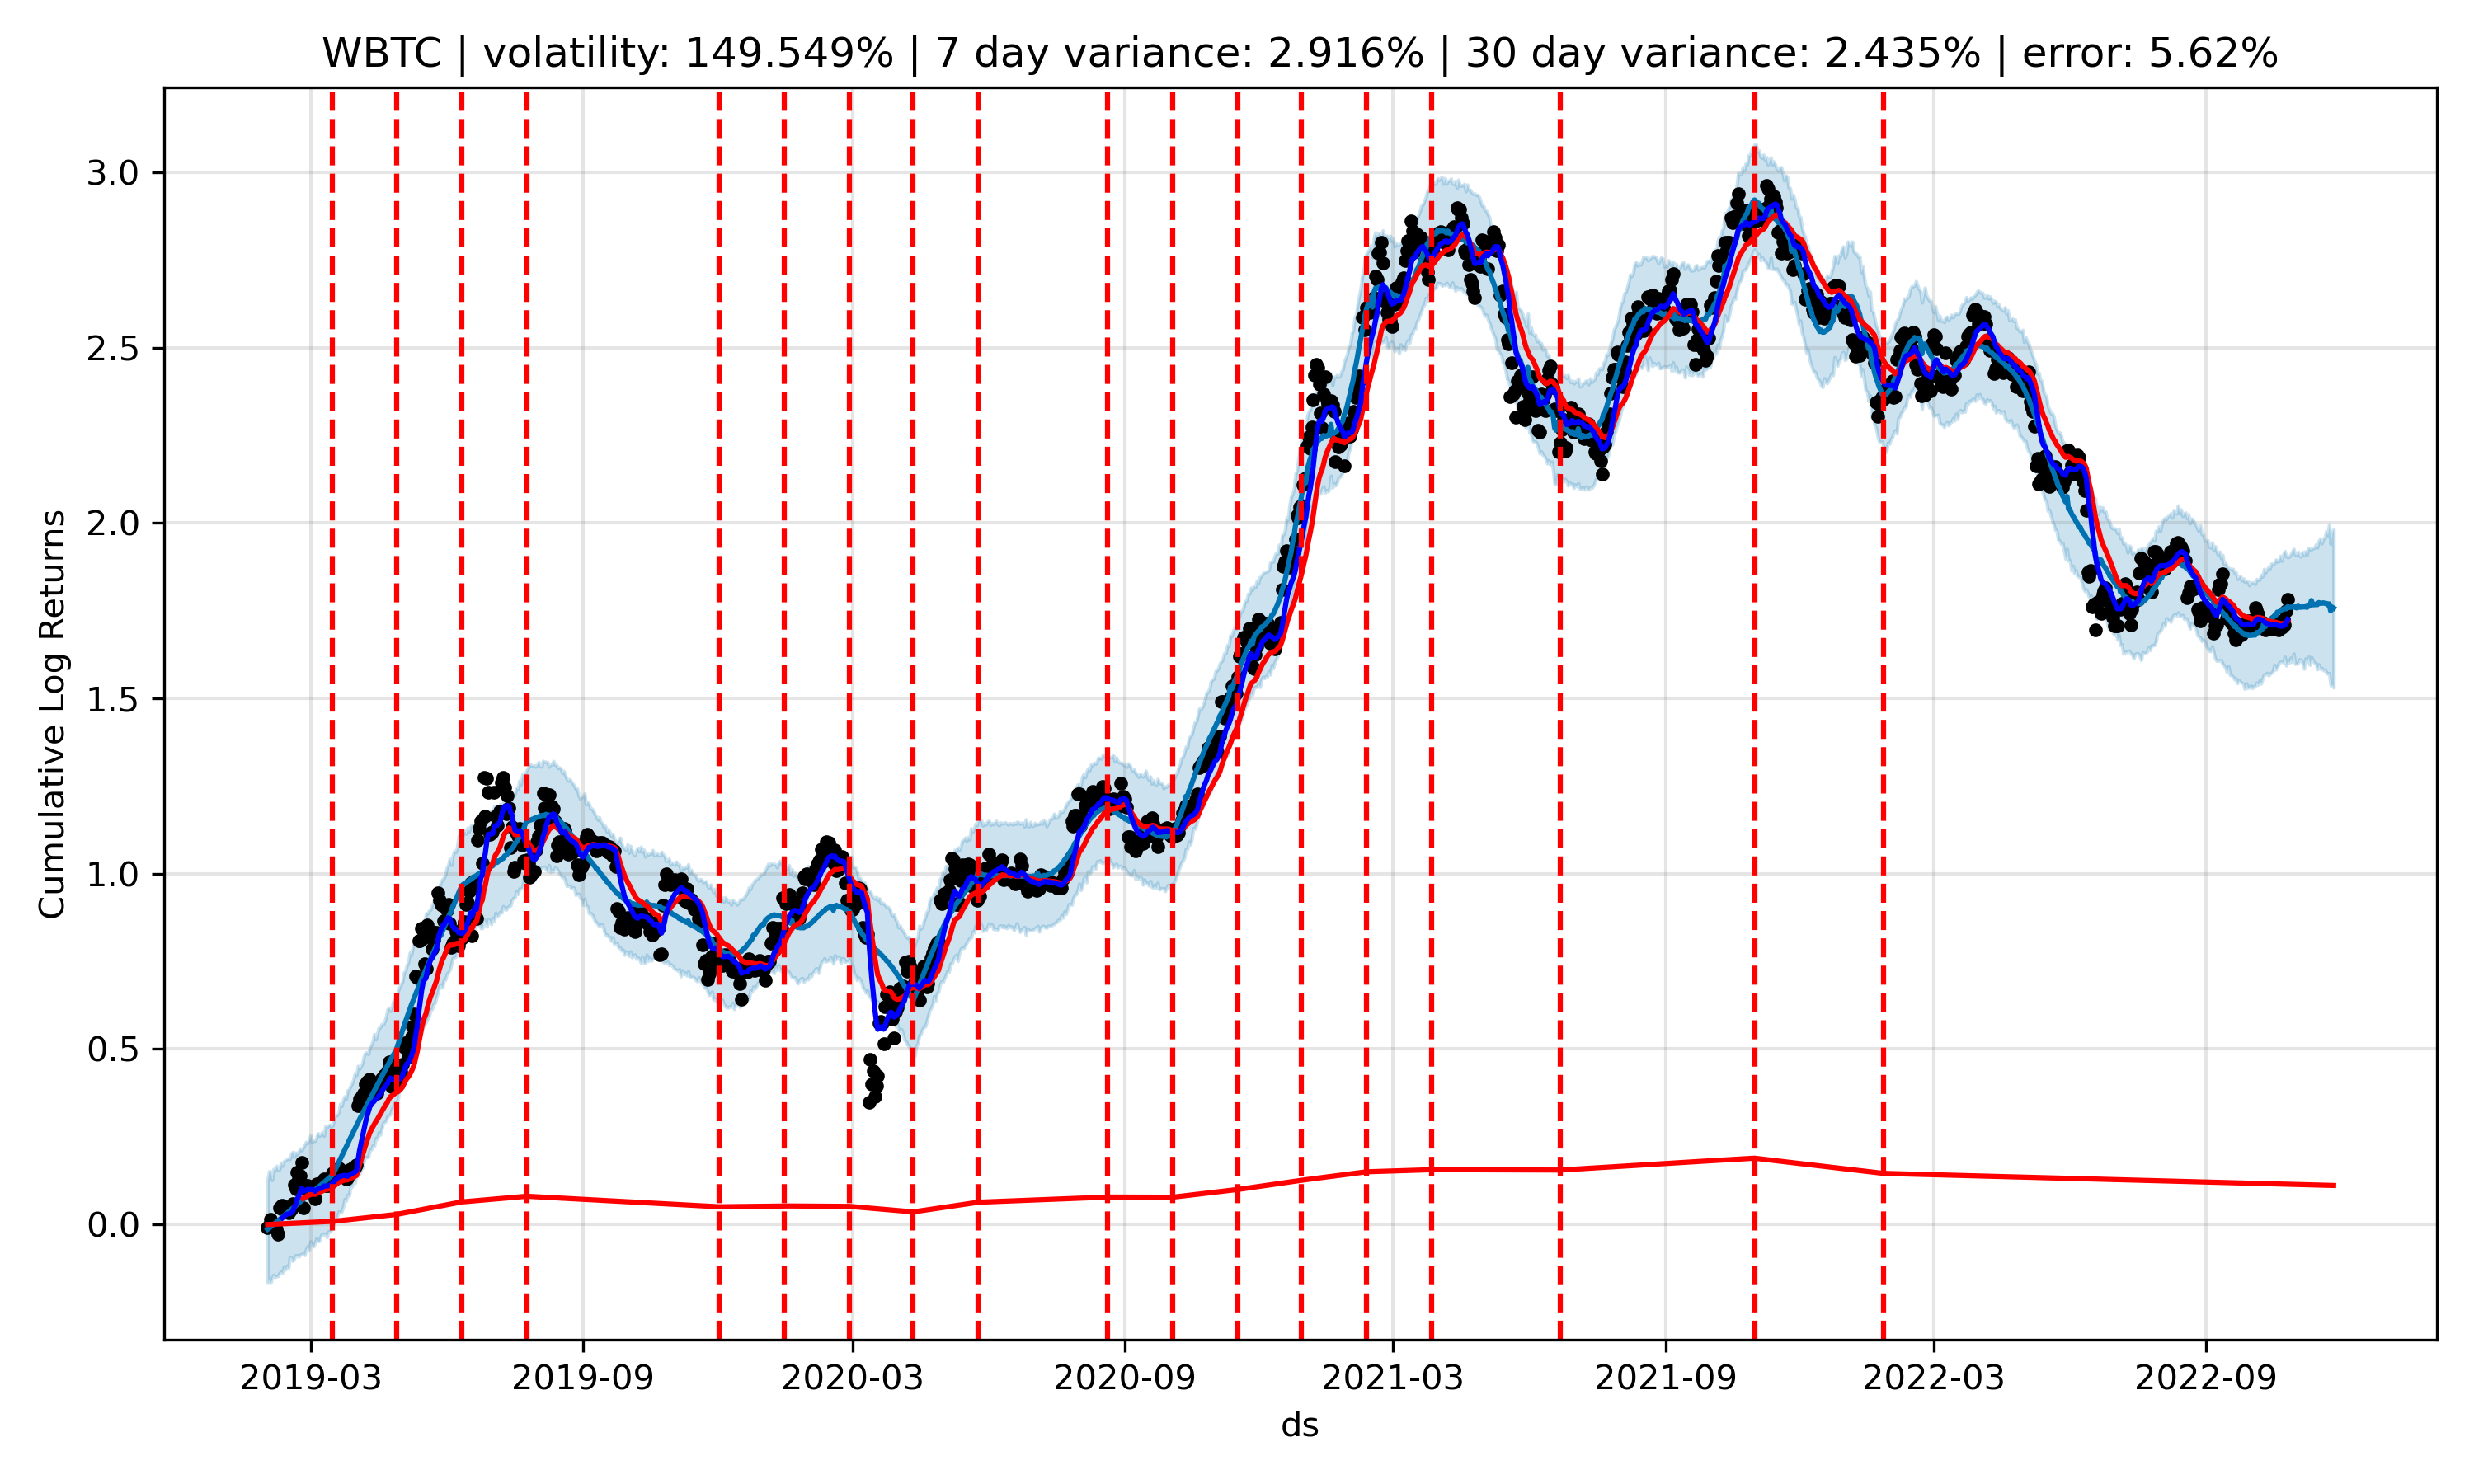 WBTC | volatility: 149.549% | 7 day variance: 2.916% | 30 day variance: 2.435% | error: 5.62%
Cumulative Log Returns
3.0
2.5
2.0
1.5
1.0
0.5
0.0
2019-03 2019-09 2020-03 2020-09 2021-03 2021-09 2022-03 2022-09
ds